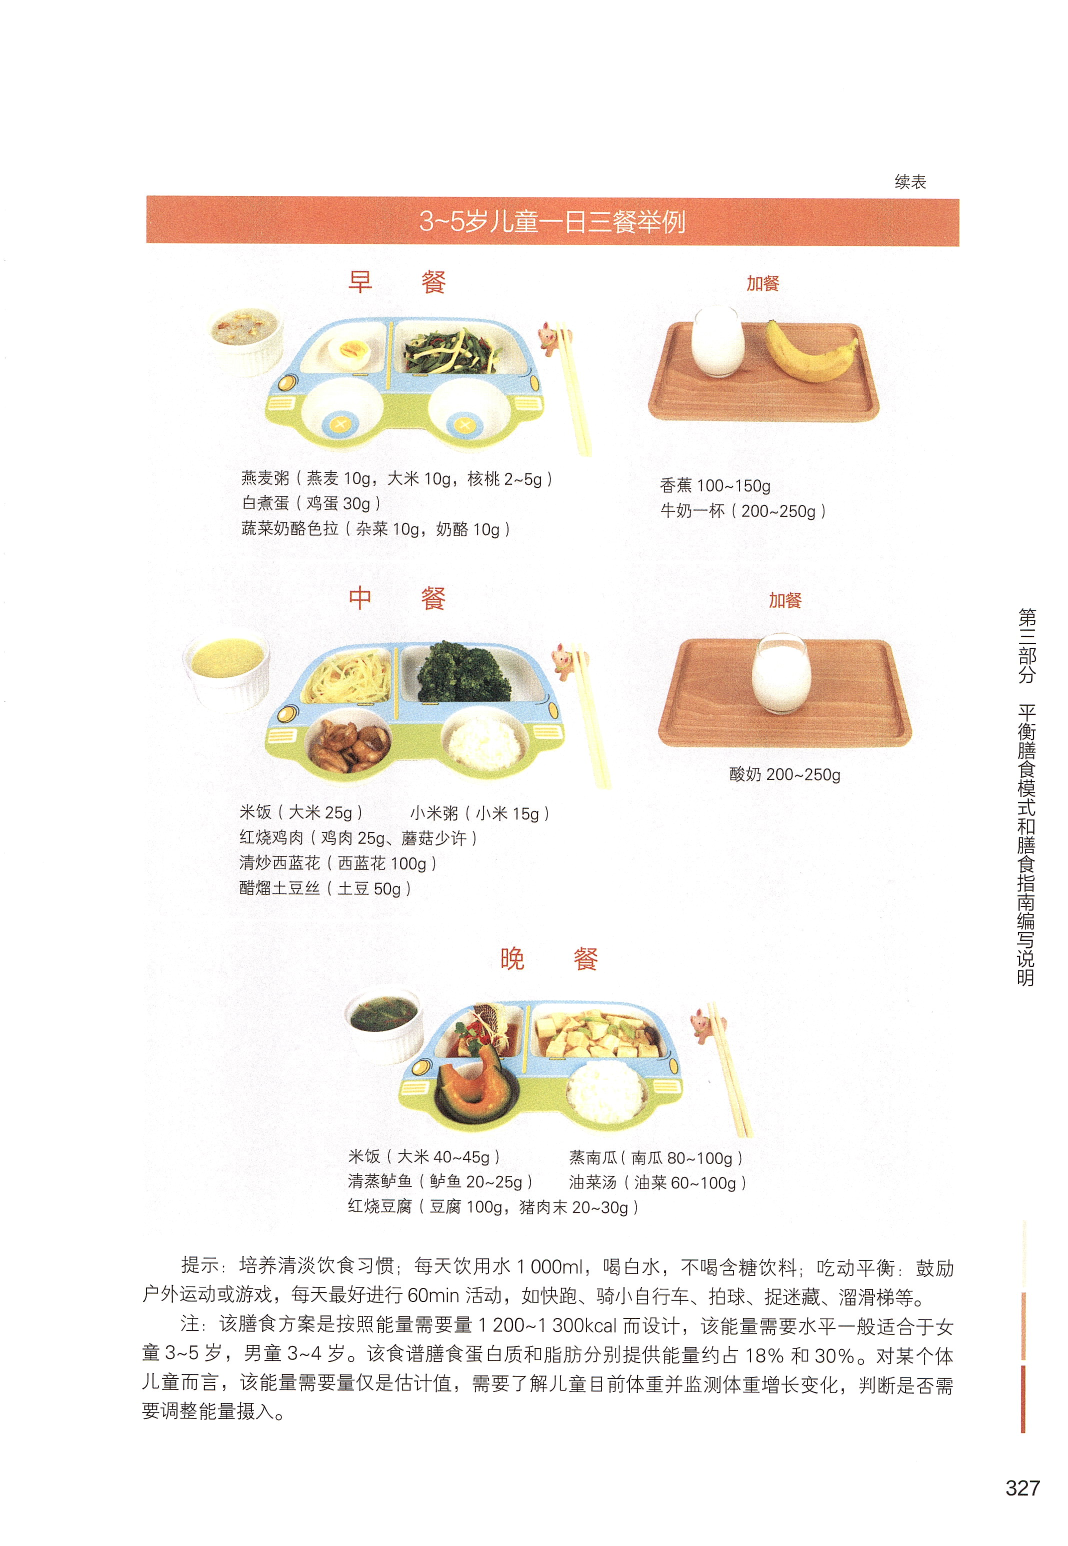 续表
3~5岁儿童一日三餐举例
早 餐
加餐
燕麦粥（燕麦 10g，大米 10g，核桃 2~5g）
白煮蛋（鸡蛋 30g）
蔬菜奶酪色拉（杂菜 10g，奶酪 10g）
香蕉 100~150g
牛奶一杯（200~250g）
中 餐
加餐
酸奶 200~250g
米饭（大米 25g） 小米粥（小米 15g）
红烧鸡肉（鸡肉 25g、蘑菇少许）
清炒西蓝花（西蓝花 100g）
醋熘土豆丝（土豆 50g）
晚 餐
米饭（大米 40~45g） 蒸南瓜（南瓜 80~100g）
清蒸鲈鱼（鲈鱼 20~25g） 油菜汤（油菜 60~100g）
红烧豆腐（豆腐 100g，猪肉末 20~30g）
提示：培养清淡饮食习惯；每天饮用水 1 000ml，喝白水，不喝含糖饮料；吃动平衡：鼓励
户外运动或游戏，每天最好进行 60min 活动，如快跑、骑小自行车、拍球、捉迷藏、溜滑梯等。
注：该膳食方案是按照能量需要量 1 200~1 300kcal 而设计，该能量需要水平一般适合于女
童 3~5 岁，男童 3~4 岁。该食谱膳食蛋白质和脂肪分别提供能量约占 18% 和 30%。对某个体
儿童而言，该能量需要量仅是估计值，需要了解儿童目前体重并监测体重增长变化，判断是否需
要调整能量摄入。
第三部分 平衡膳食模式和膳食指南编写说明
327